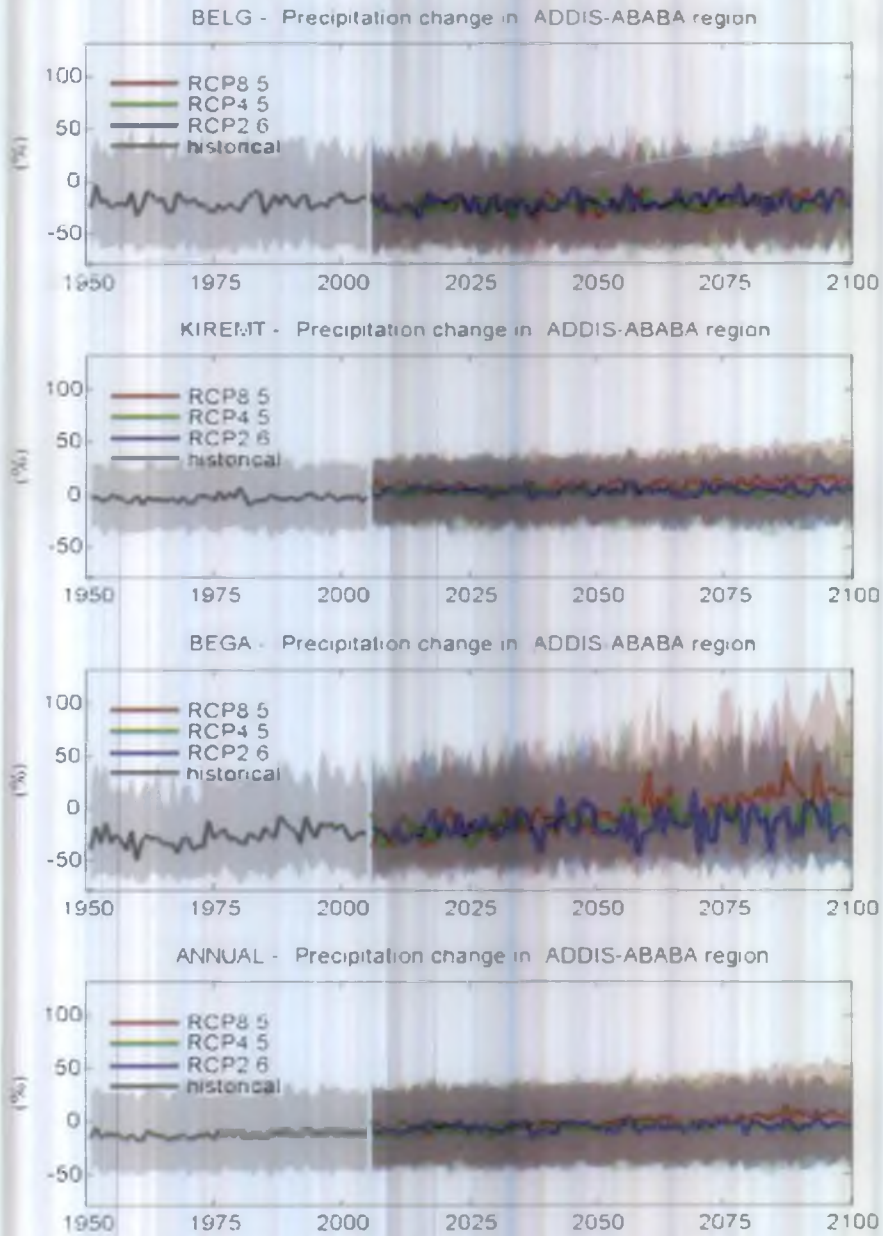 BELG - Precipitation change in ADDIS-ABABA region
100
50
0
-50
(%)
RCP8 5
RCP4 5
RCP2 6
historical
1950 1975 2000 2025 2050 2075 2100
KIREMT - Precipitation change in ADDIS-ABABA region
100
50
0
-50
(%)
RCP8 5
RCP4 5
RCP2 6
historical
1950 1975 2000 2025 2050 2075 2100
BEGA - Precipitation change in ADDIS ABABA region
100
50
0
-50
(%)
RCP8 5
RCP4 5
RCP2 6
historical
1950 1975 2000 2025 2050 2075 2100
ANNUAL - Precipitation change in ADDIS-ABABA region
100
50
0
-50
(%)
RCP8 5
RCP4 5
RCP2 6
historical
1950 1975 2000 2025 2050 2075 2100